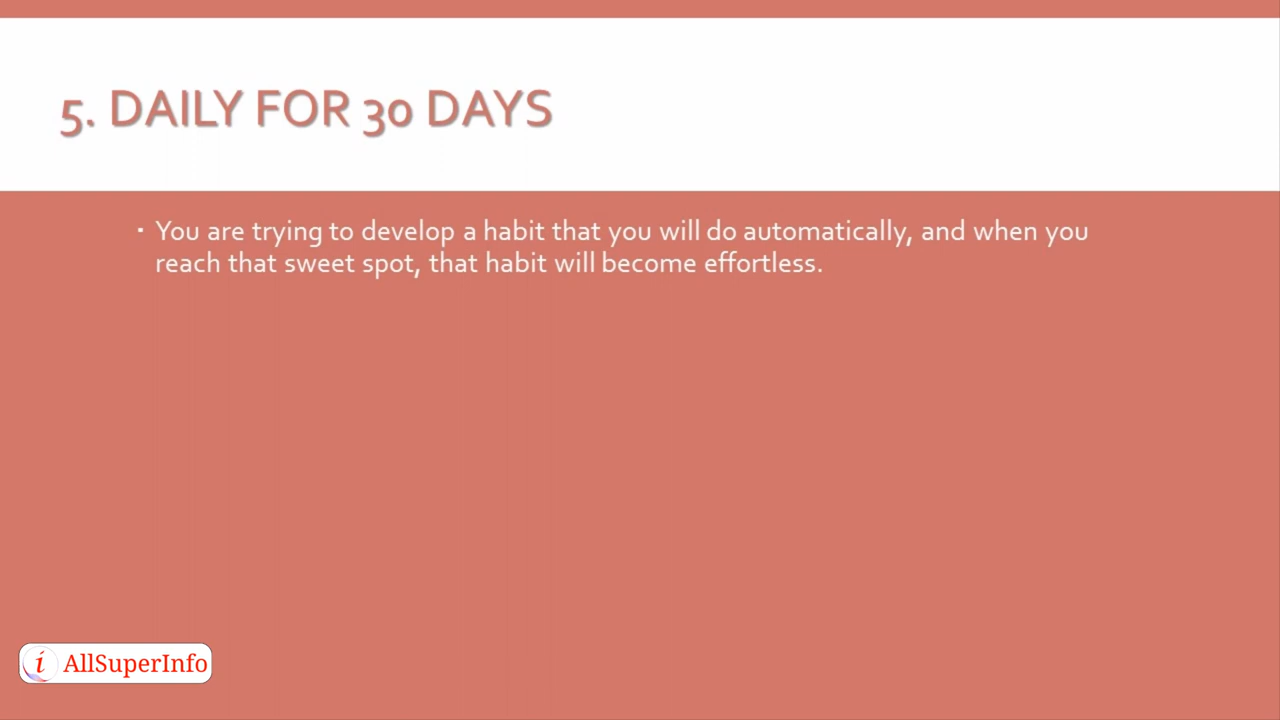 5. DAILY FOR 30 DAYS
▪ You are trying to develop a habit that you will do automatically, and when you
reach that sweet spot, that habit will become effortless.
i AllSuperInfo